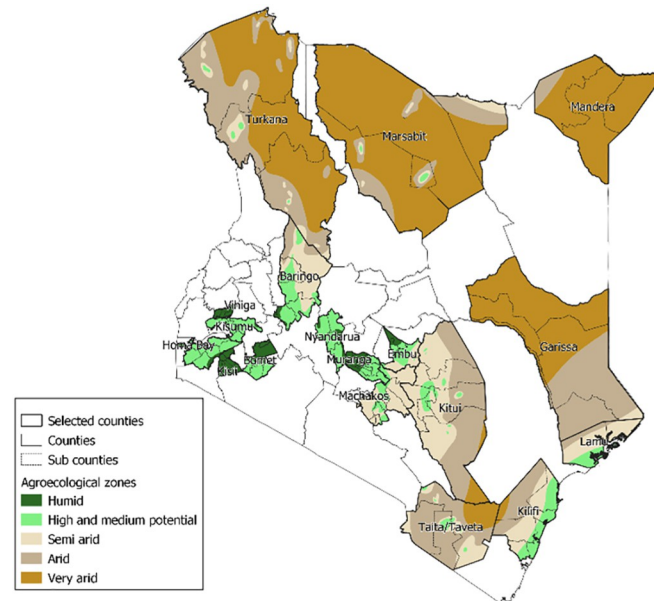 Turkana
Mandera
Marsabit
Baringo
Vihiga
Kisumu
Homa Bay
Kisii
Bomet
Nyandarua
Muranga
Embu
Garissa
Machakos
Kitui
Lamu
Kilifi
Taita/Taveta
Selected counties
Counties
Sub counties
Agroecological zones
Humid
High and medium potential
Semi arid
Arid
Very arid